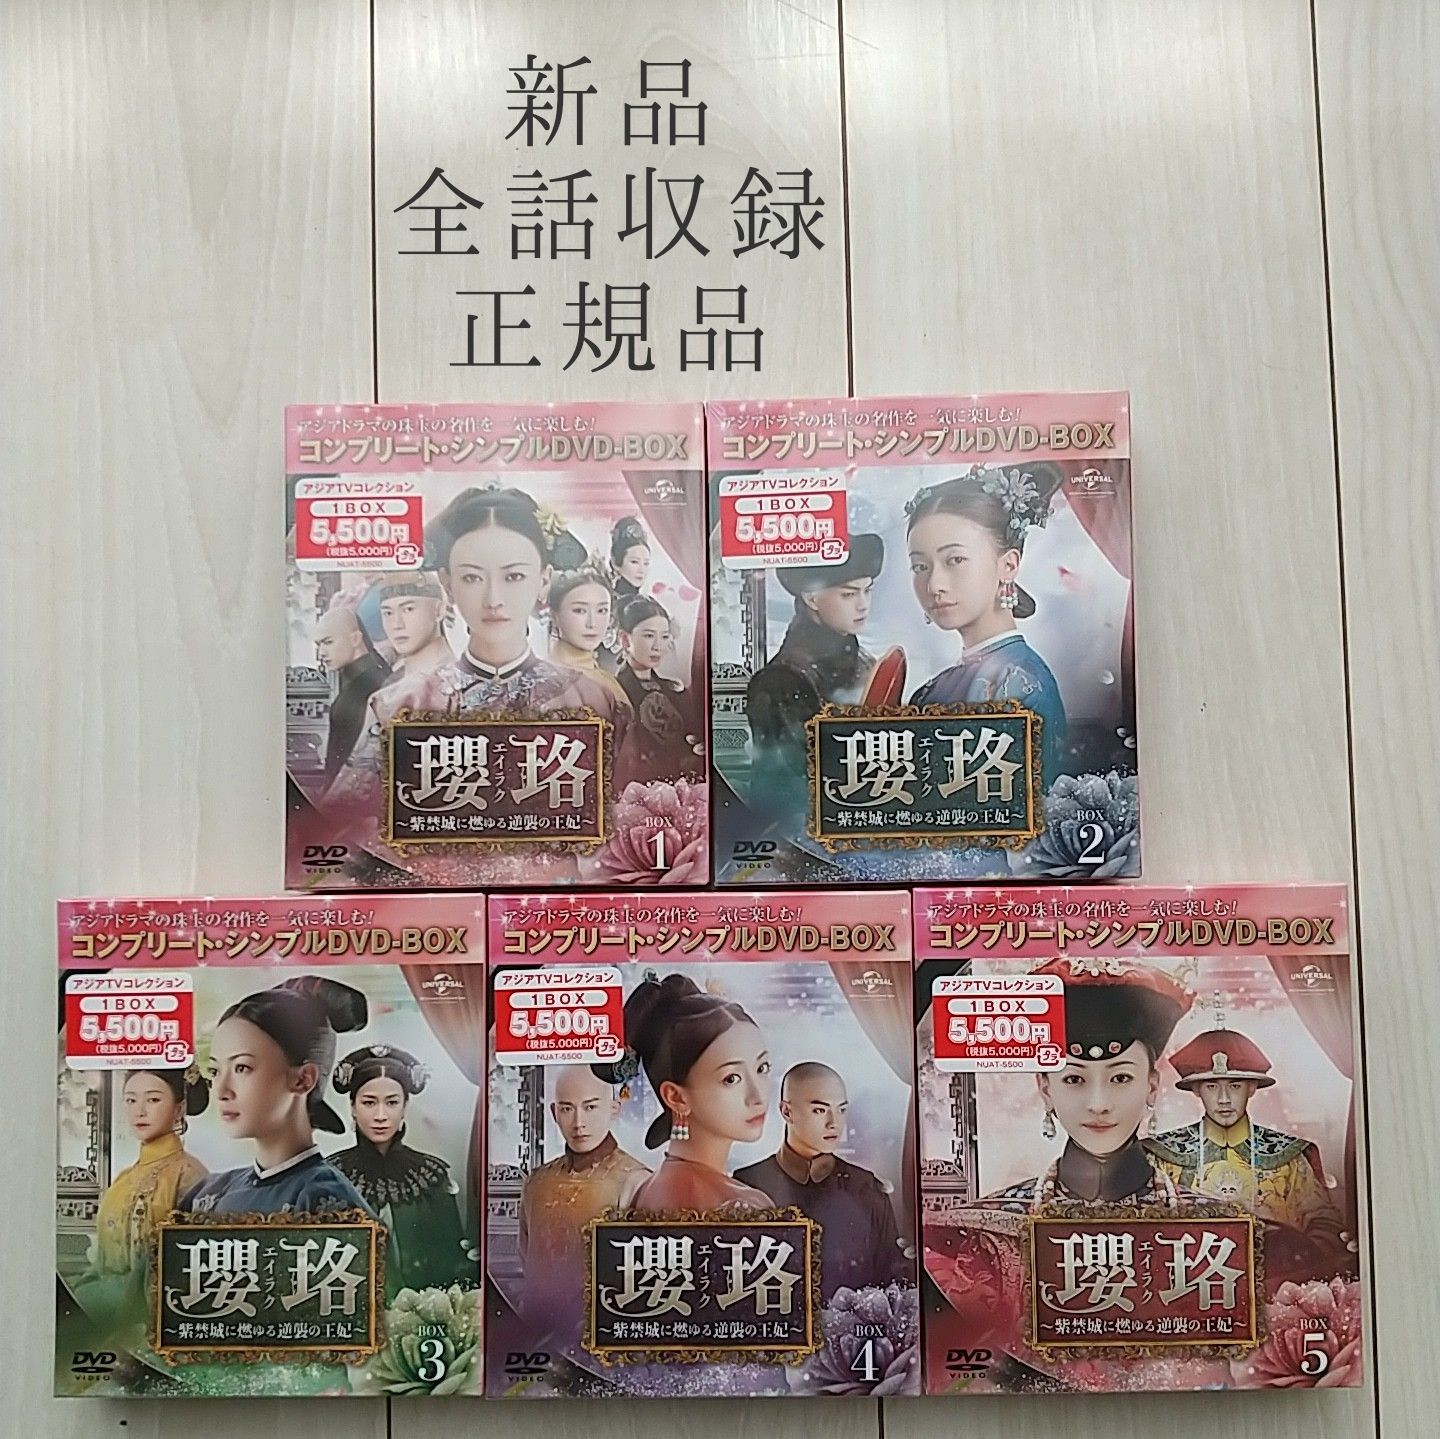 新品
全話収録
正規品
アジアドラマの珠玉の名作を一気に楽しむ!
コンプリート・シンプルDVD-BOX
アジアTVコレクション
1BOX
5,500円
(税抜5,000円)
NUAT-5500
UNIVERSAL
瓔珞
エイラク
~紫禁城に燃ゆる逆襲の王妃~
DVD
VIDEO
BOX
1
アジアドラマの珠玉の名作を一気に楽しむ!
コンプリート・シンプルDVD-BOX
アジアTVコレクション
1BOX
5,500円
(税抜5,000円)
NUAT-5500
UNIVERSAL
瓔珞
エイラク
~紫禁城に燃ゆる逆襲の王妃~
DVD
VIDEO
BOX
2
アジアドラマの珠玉の名作を一気に楽しむ!
コンプリート・シンプルDVD-BOX
アジアTVコレクション
1BOX
5,500円
(税抜5,000円)
NUAT-5500
UNIVERSAL
瓔珞
エイラク
~紫禁城に燃ゆる逆襲の王妃~
DVD
VIDEO
BOX
3
アジアドラマの珠玉の名作を一気に楽しむ!
コンプリート・シンプルDVD-BOX
アジアTVコレクション
1BOX
5,500円
(税抜5,000円)
NUAT-5500
UNIVERSAL
瓔珞
エイラク
~紫禁城に燃ゆる逆襲の王妃~
DVD
VIDEO
BOX
4
アジアドラマの珠玉の名作を一気に楽しむ!
コンプリート・シンプルDVD-BOX
アジアTVコレクション
1BOX
5,500円
(税抜5,000円)
NUAT-5500
UNIVERSAL
瓔珞
エイラク
~紫禁城に燃ゆる逆襲の王妃~
DVD
VIDEO
BOX
5